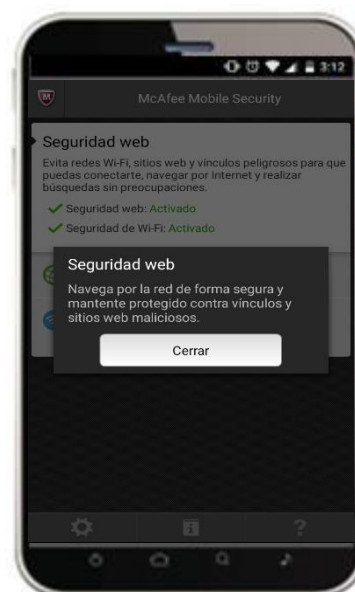 3:12
McAfee Mobile Security
Seguridad web
Evita redes Wi-Fi, sitios web y vínculos peligrosos para que
puedas conectarte, navegar por Internet y realizar
búsquedas sin preocupaciones.
Seguridad web: Activado
Seguridad de Wi-Fi: Activado
Seguridad web
Navega por la red de forma segura y
mantente protegido contra vínculos y
sitios web maliciosos.
Cerrar